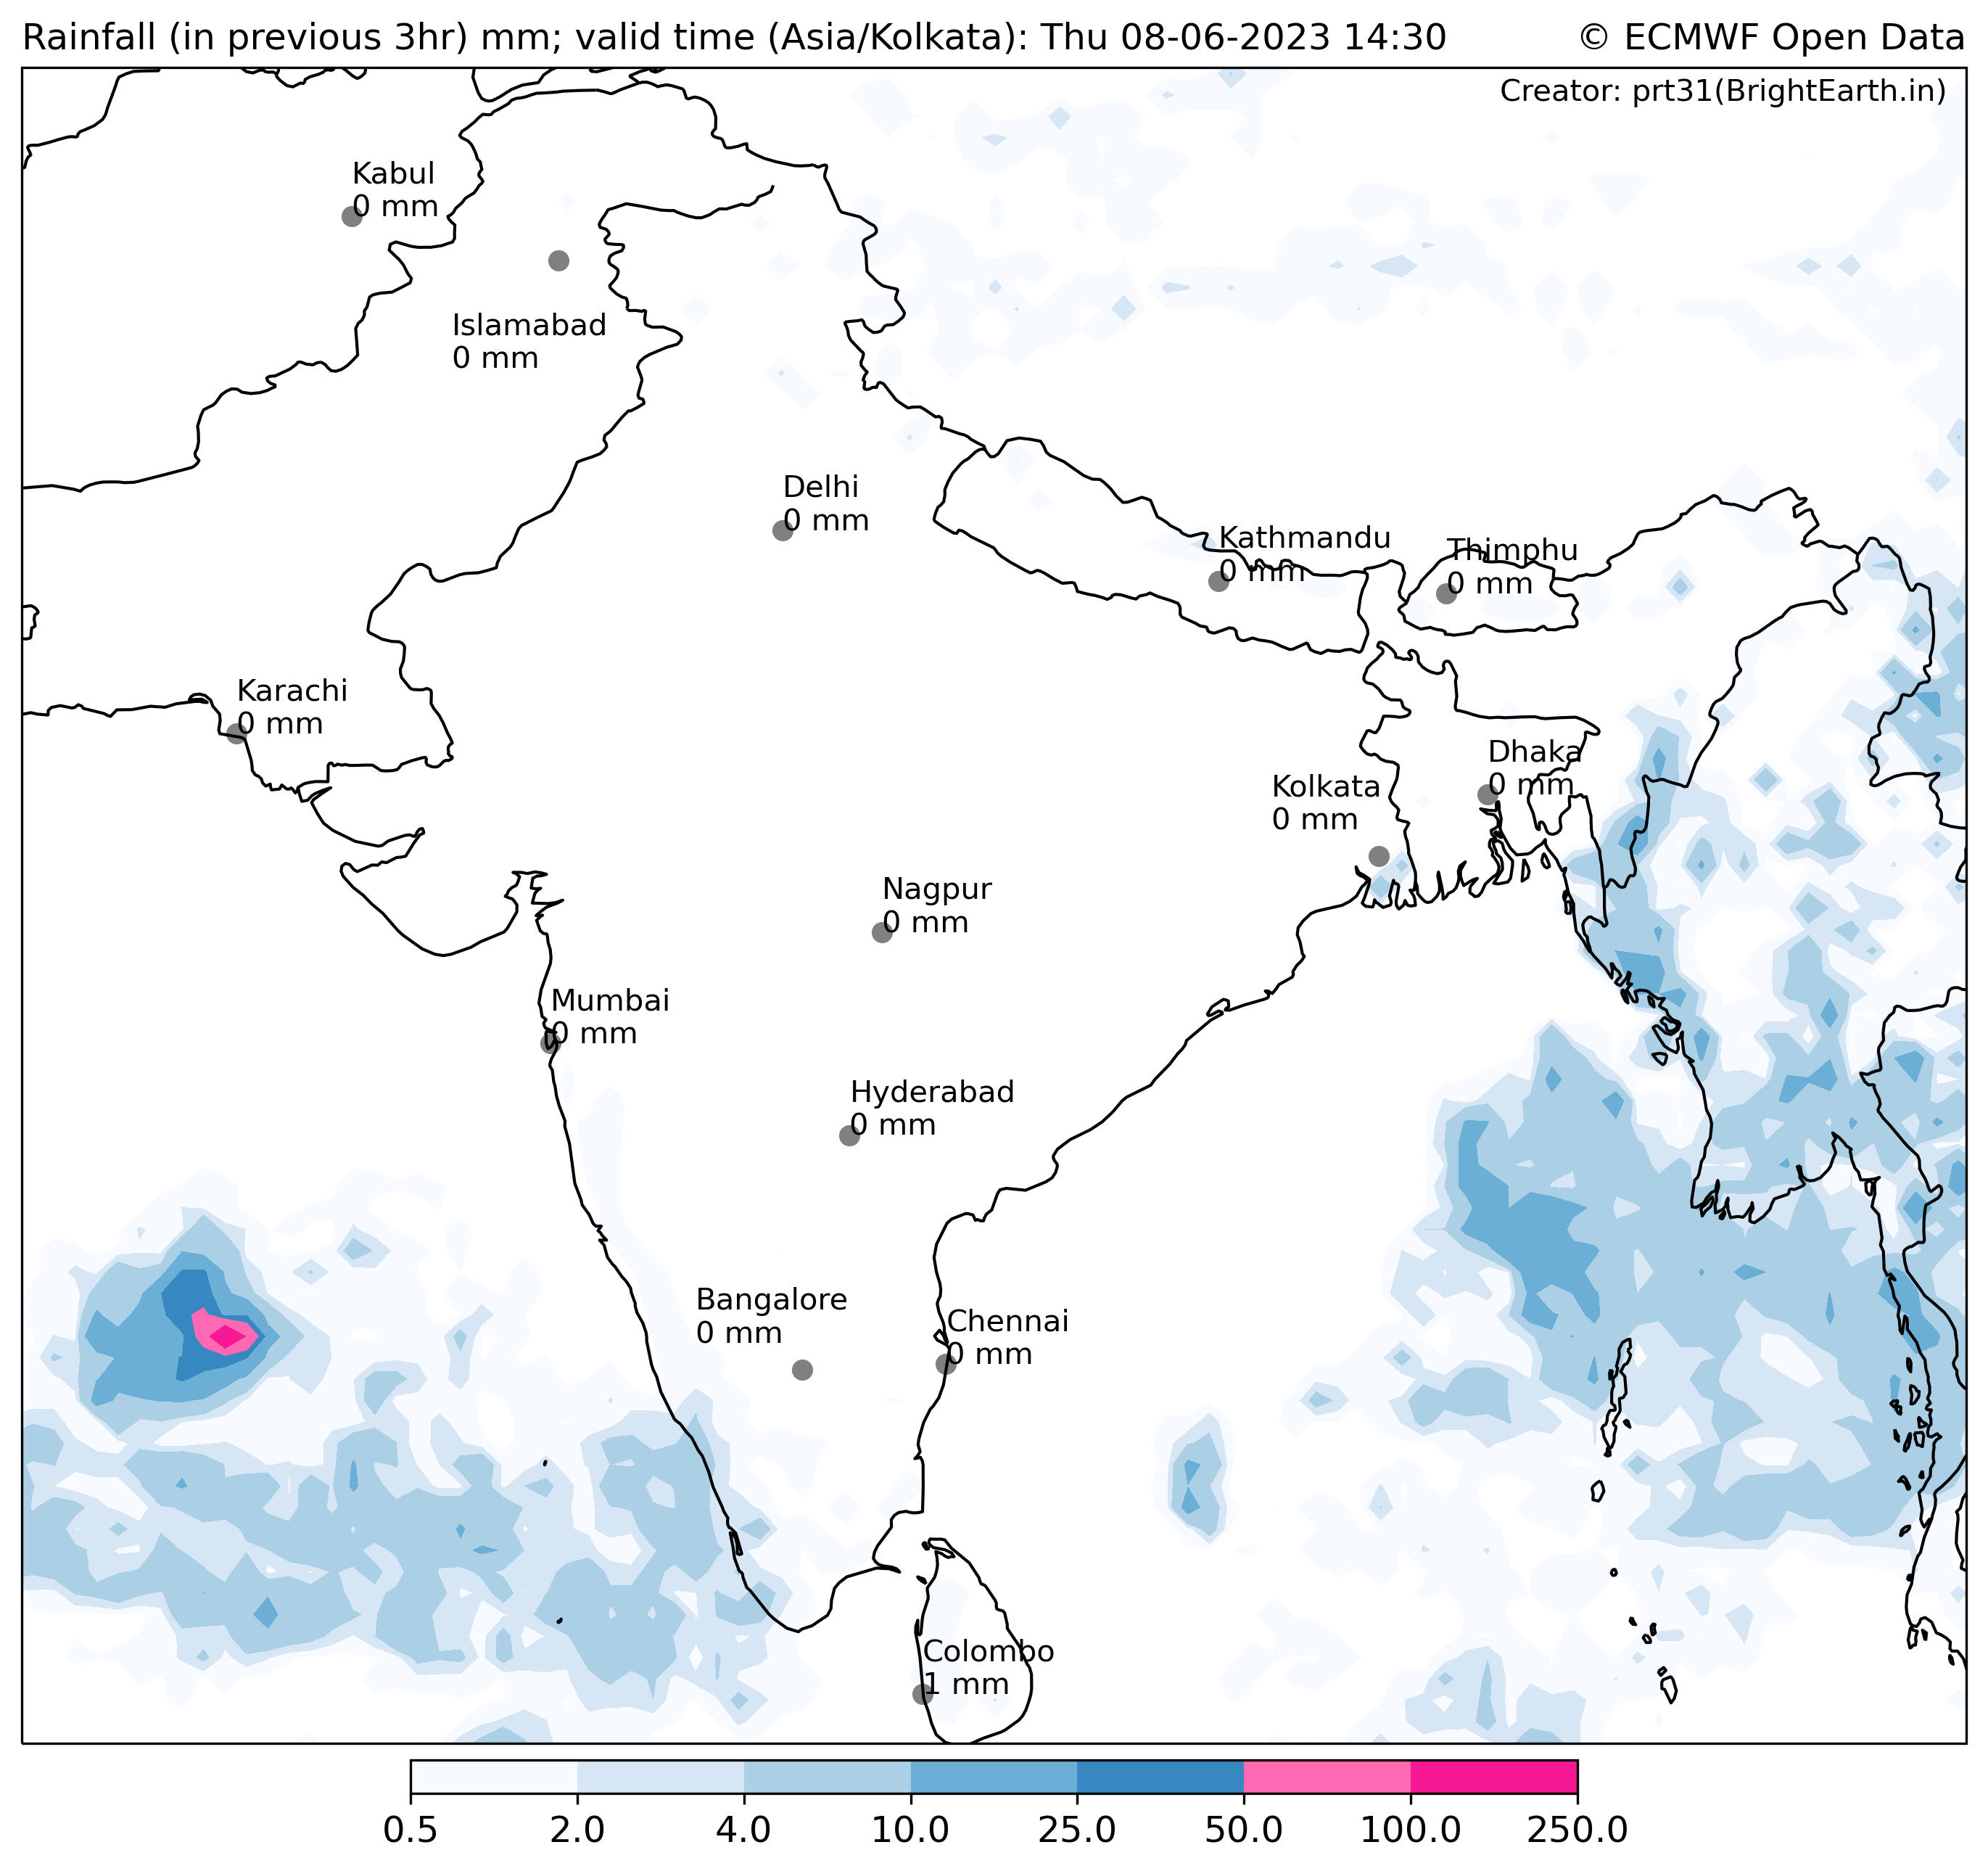 Rainfall (in previous 3hr) mm; valid time (Asia/Kolkata): Thu 08-06-2023 14:30
© ECMWF Open Data
Creator: prt31(BrightEarth.in)
Kabul
0 mm
Islamabad
0 mm
Delhi
0 mm
Kathmandu
0 mm
Thimphu
0 mm
Karachi
0 mm
Dhaka
0 mm
Kolkata
0 mm
Nagpur
0 mm
Mumbai
0 mm
Hyderabad
0 mm
Bangalore
0 mm
Chennai
0 mm
Colombo
1 mm
0.5 2.0 4.0 10.0 25.0 50.0 100.0 250.0